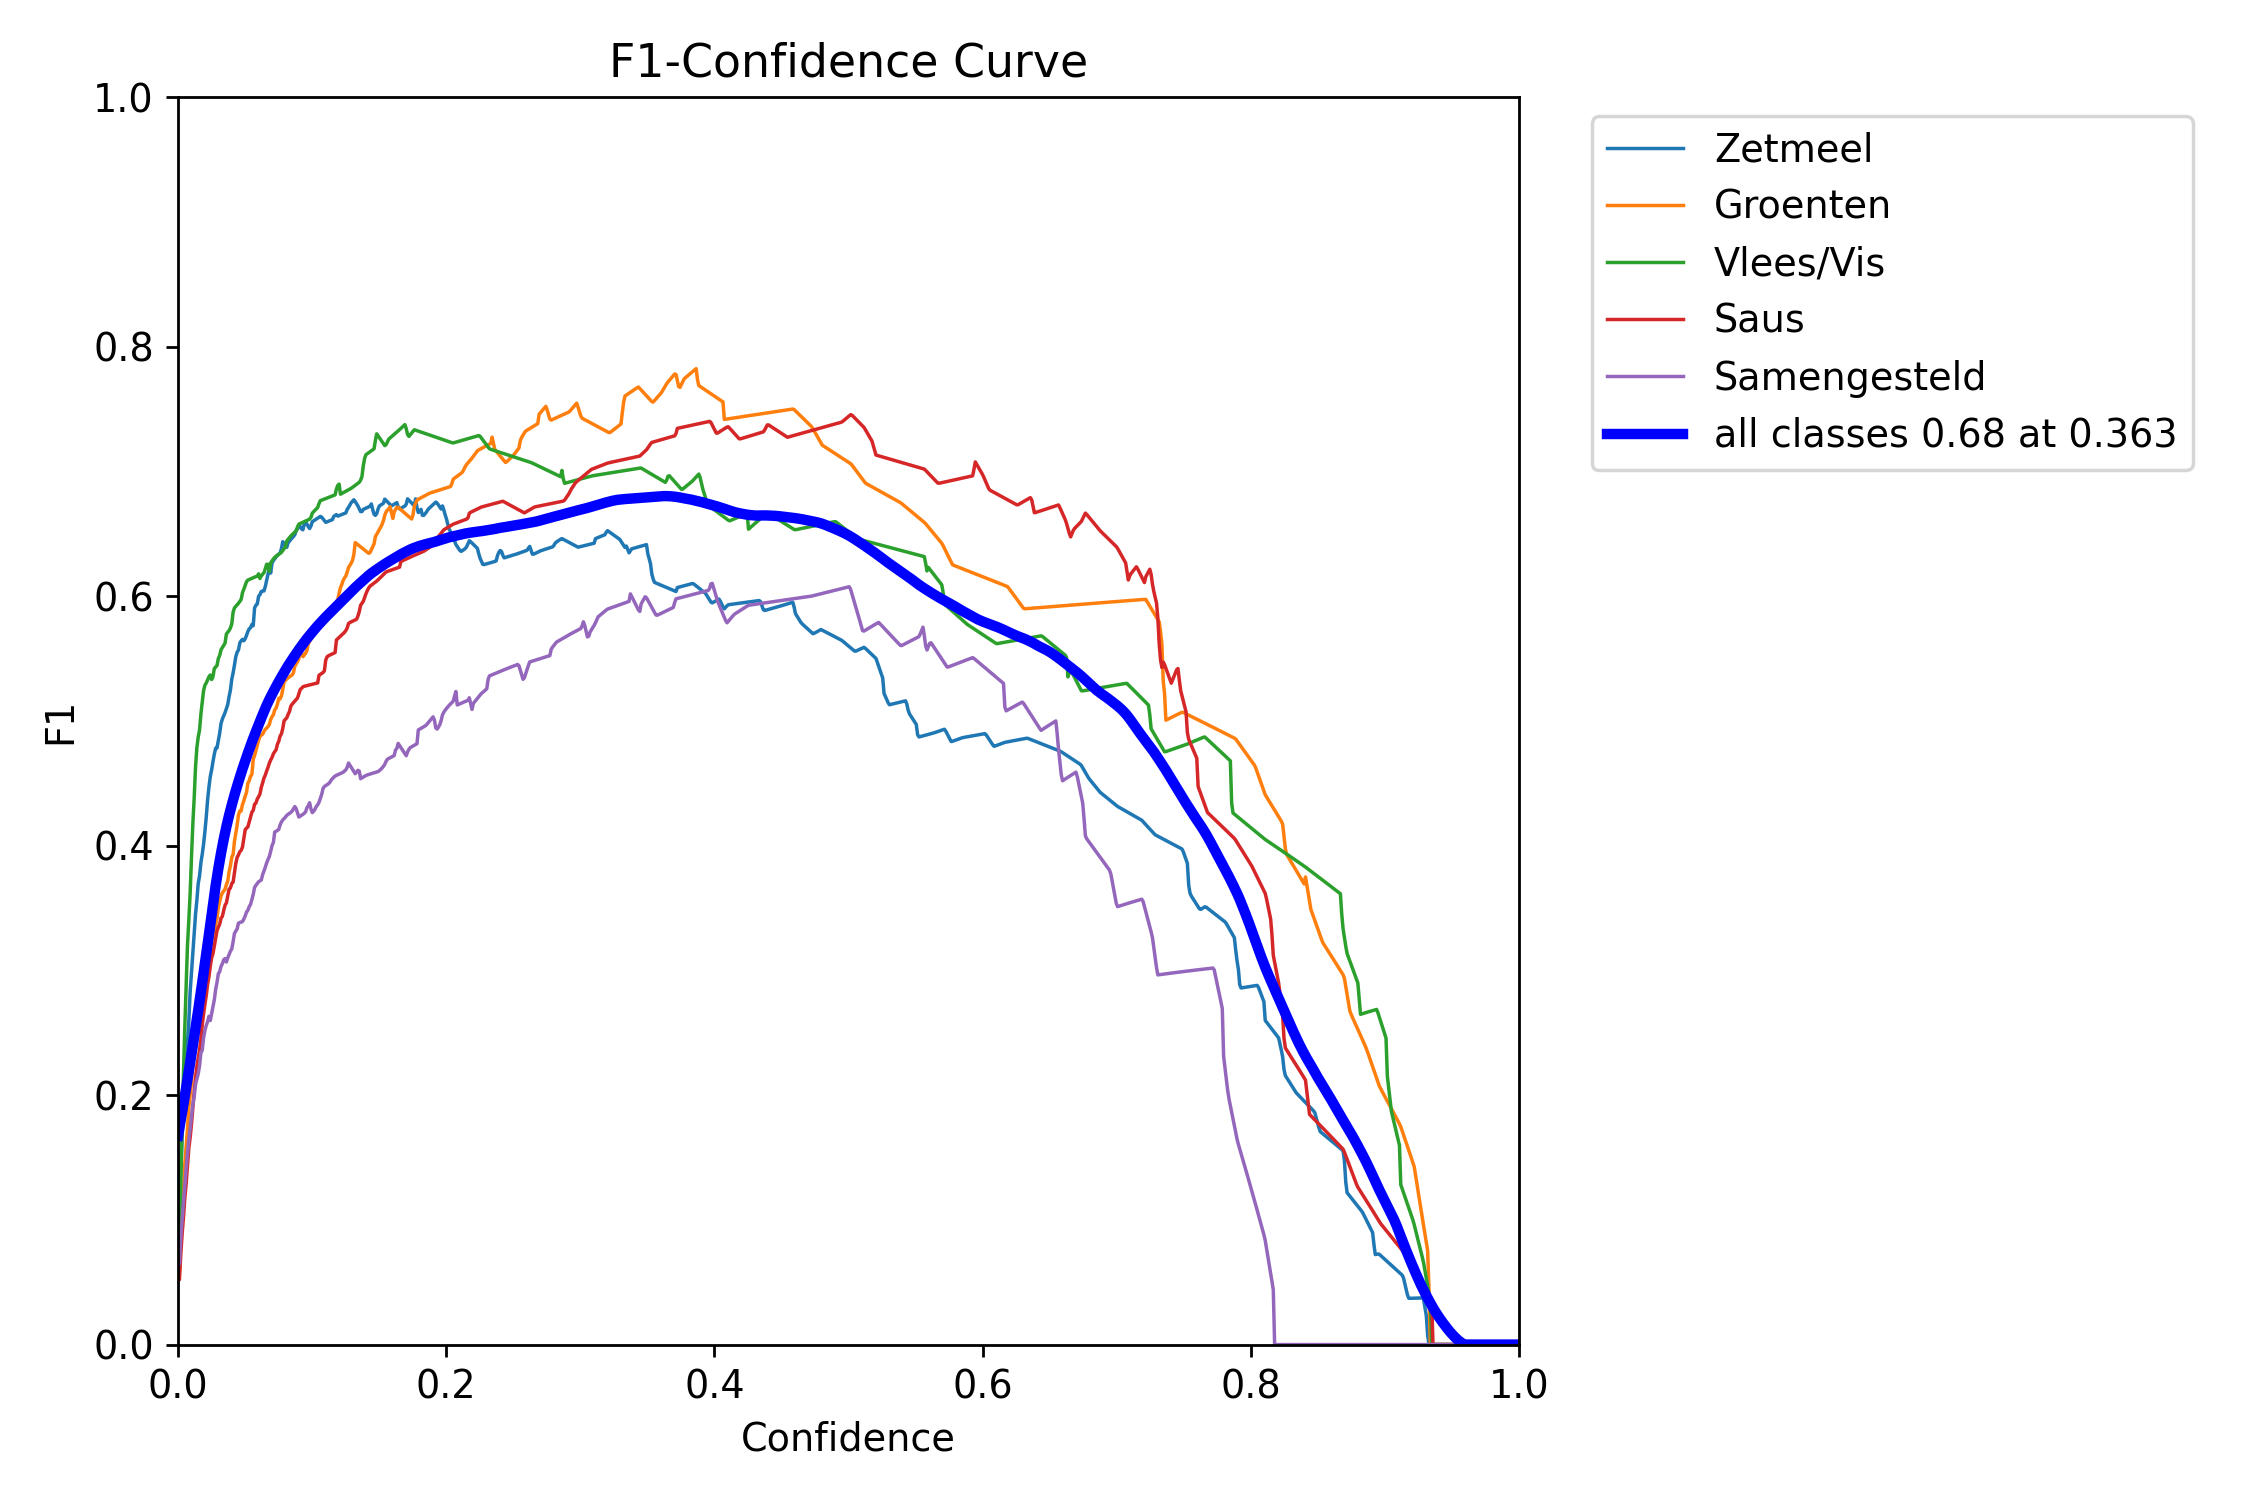 F1-Confidence Curve
1.0
0.8
0.6
0.4
0.2
0.0
F1
0.0 0.2 0.4 0.6 0.8 1.0
Confidence
Zetmeel
Groenten
Vlees/Vis
Saus
Samengesteld
all classes 0.68 at 0.363